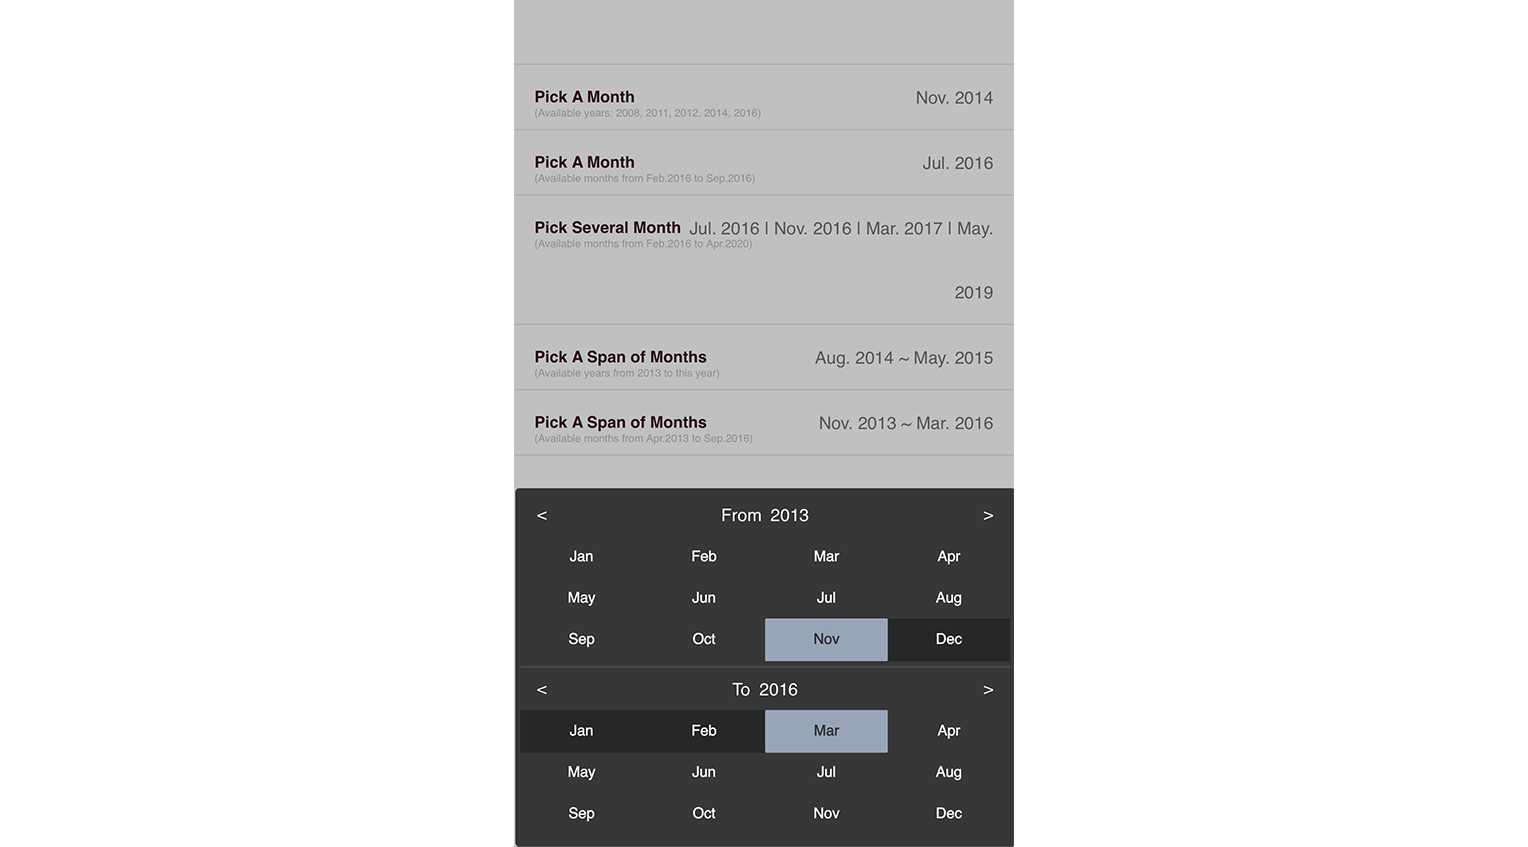 Pick A Month Nov. 2014
(Available years: 2008, 2011, 2012, 2014, 2016)
Pick A Month Jul. 2016
(Available months from Feb.2016 to Sep.2016)
Pick Several Month Jul. 2016 | Nov. 2016 | Mar. 2017 | May.
(Available months from Feb.2016 to Apr.2020)
2019
Pick A Span of Months Aug. 2014 ~ May. 2015
(Available years from 2013 to this year)
Pick A Span of Months Nov. 2013 ~ Mar. 2016
(Available months from Apr.2013 to Sep.2016)
< From 2013 >
Jan Feb Mar Apr
May Jun Jul Aug
Sep Oct Nov Dec
< To 2016 >
Jan Feb Mar Apr
May Jun Jul Aug
Sep Oct Nov Dec